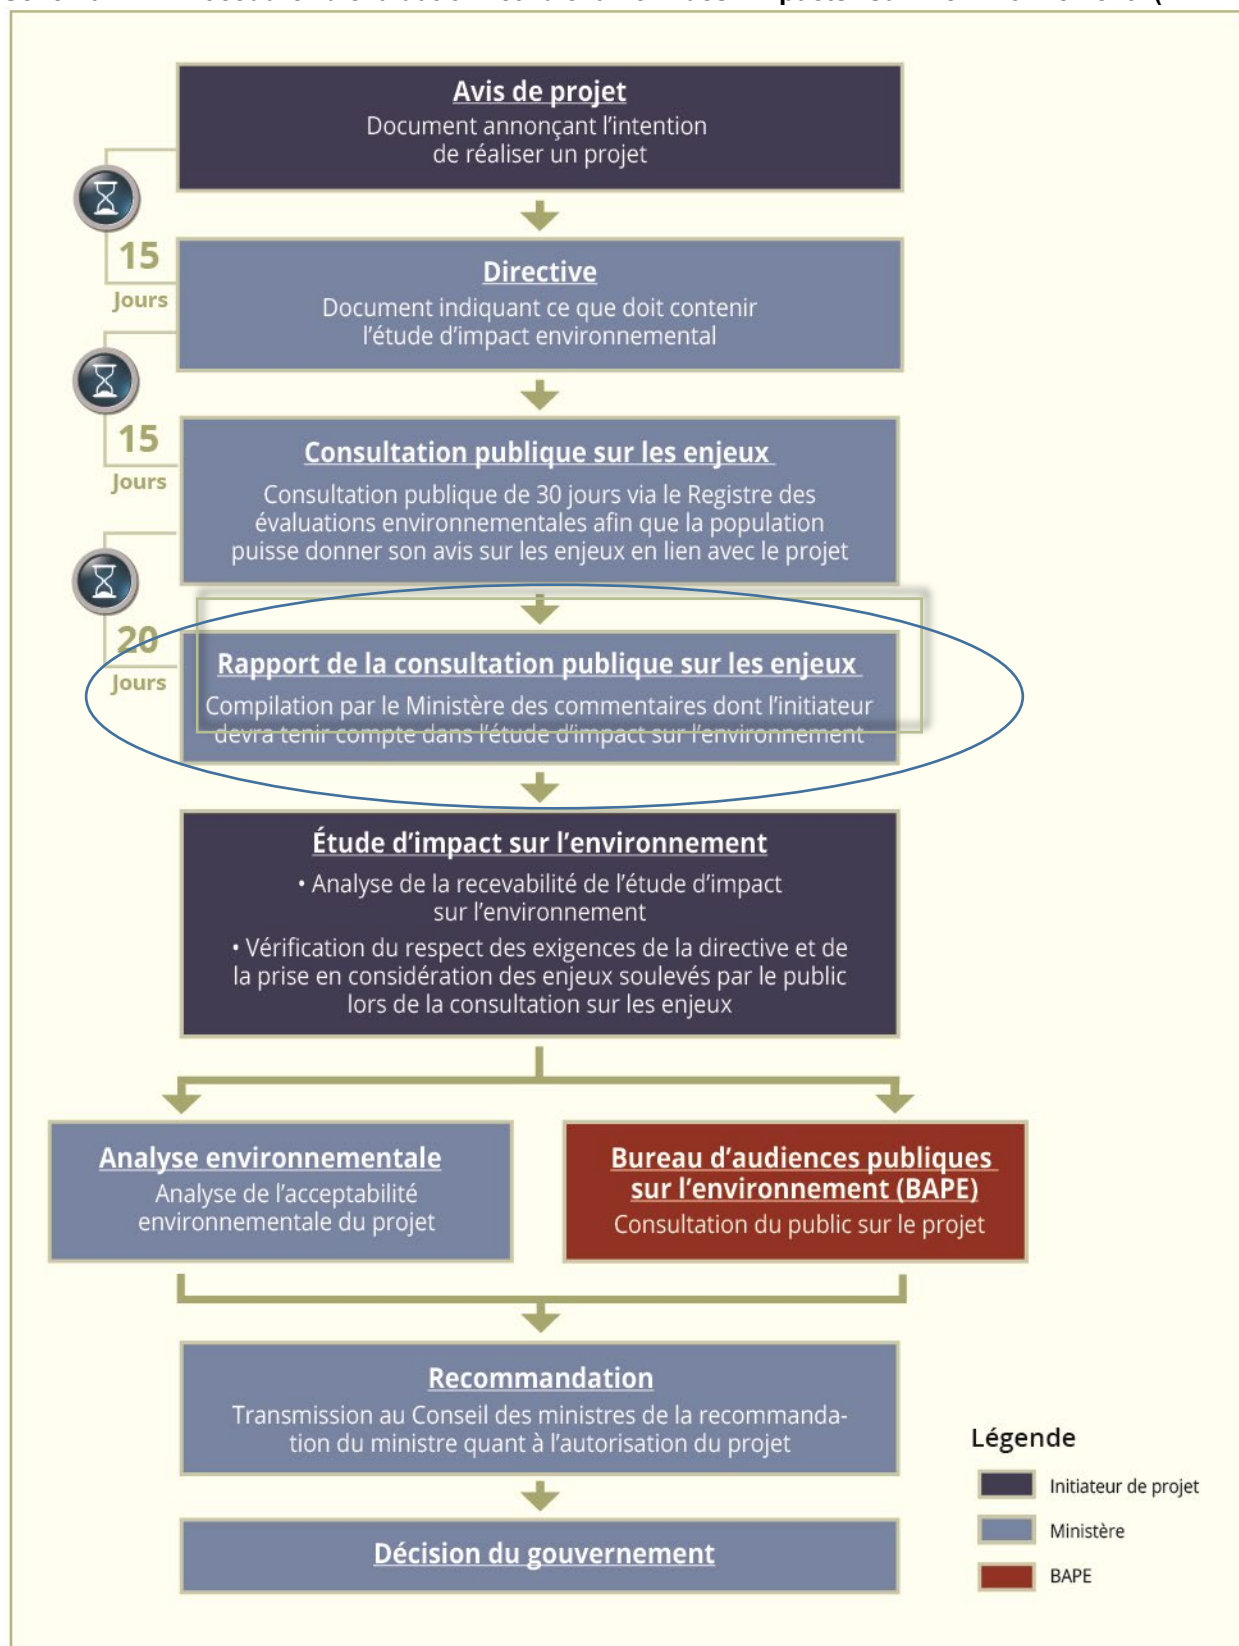 Avis de projet
Document annonçant l'intention
de réaliser un projet
15
Jours
Directive
Document indiquant ce que doit contenir
l'étude d'impact environnemental
15
Jours
Consultation publique sur les enjeux
Consultation publique de 30 jours via le Registre des
évaluations environnementales afin que la population
puisse donner son avis sur les enjeux en lien avec le projet
20
Jours
Rapport de la consultation publique sur les enjeux
Compilation par le Ministère des commentaires dont l'initiateur
devra tenir compte dans l'étude d'impact sur l'environnement
Étude d'impact sur l'environnement
• Analyse de la recevabilité de l'étude d'impact
sur l'environnement
• Vérification du respect des exigences de la directive et de
la prise en considération des enjeux soulevés par le public
lors de la consultation sur les enjeux
Analyse environnementale
Analyse de l'acceptabilité
environnementale du projet
Bureau d'audiences publiques
sur l'environnement (BAPE)
Consultation du public sur le projet
Recommandation
Transmission au Conseil des ministres de la recommanda-
tion du ministre quant à l'autorisation du projet
Décision du gouvernement
Légende
Initiateur de projet
Ministère
BAPE